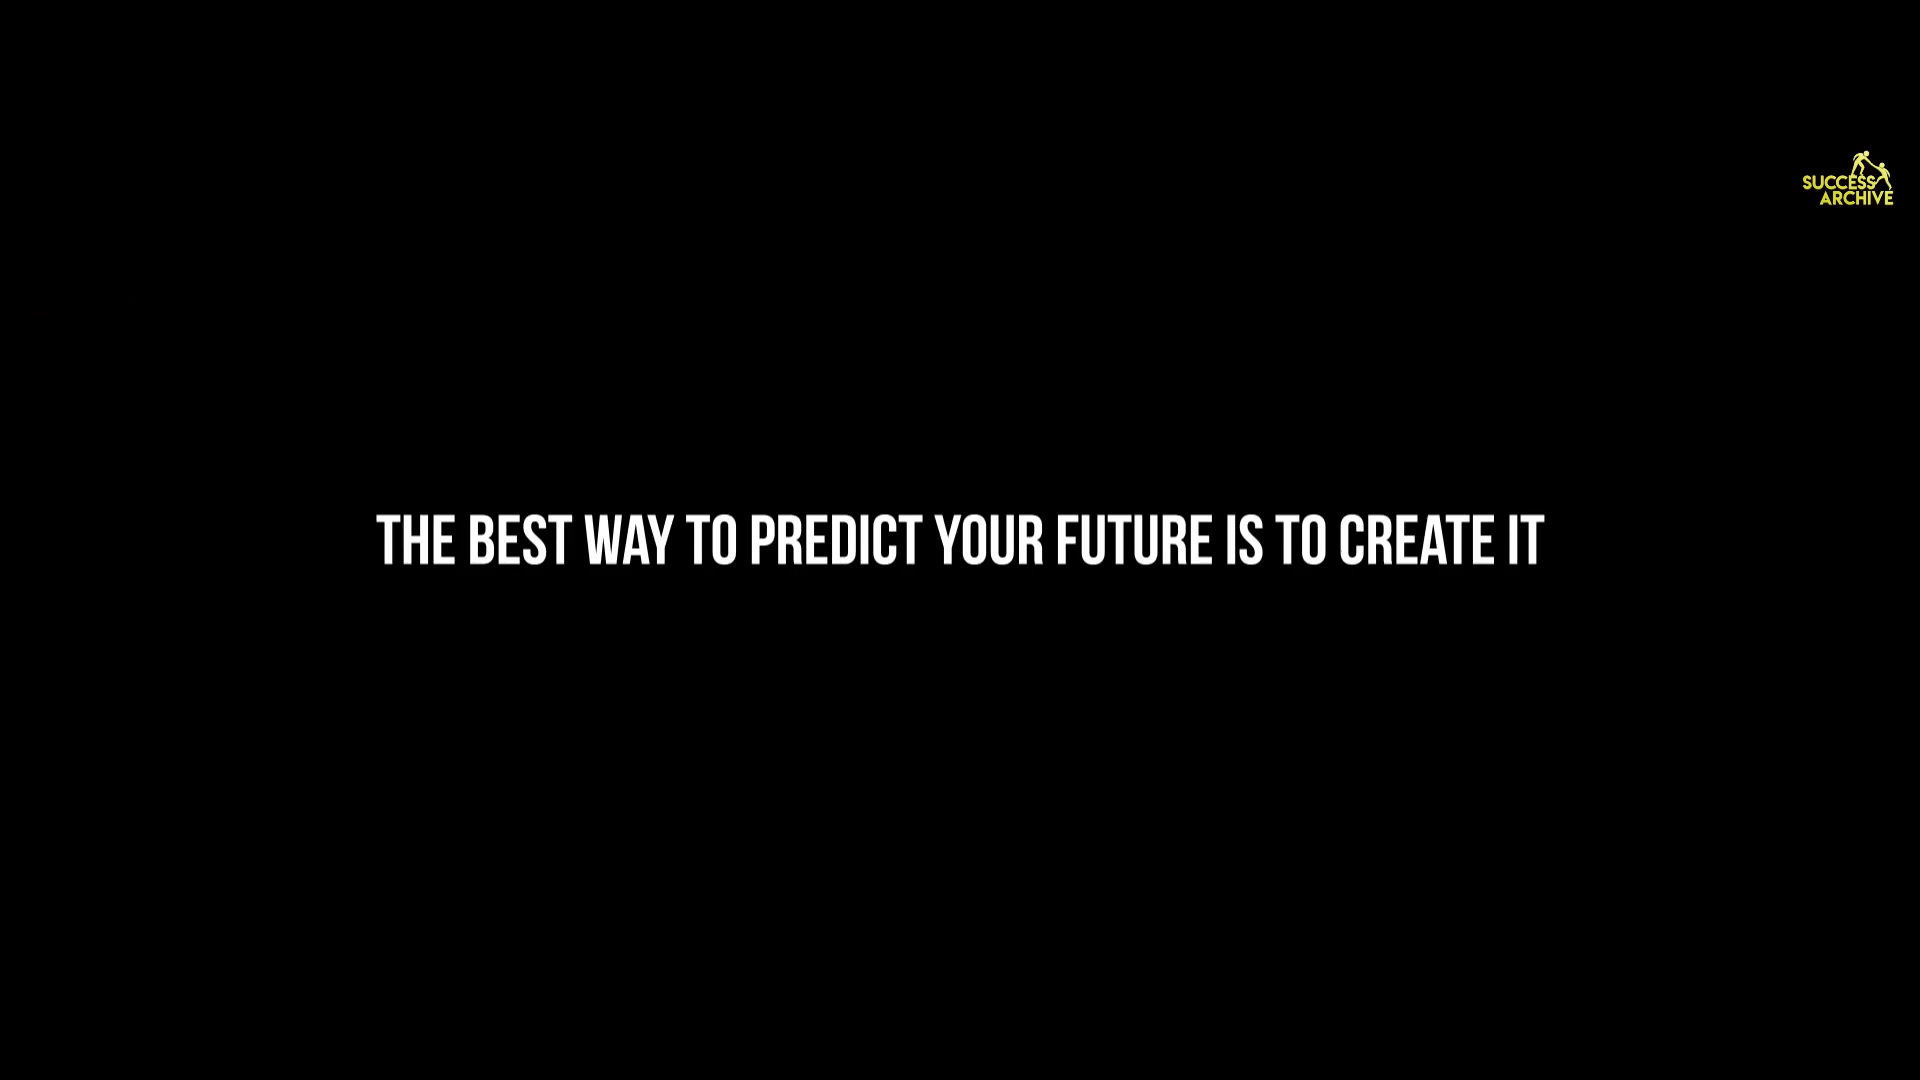 SUCCESS
ARCHIVE
THE BEST WAY TO PREDICT YOUR FUTURE IS TO CREATE IT